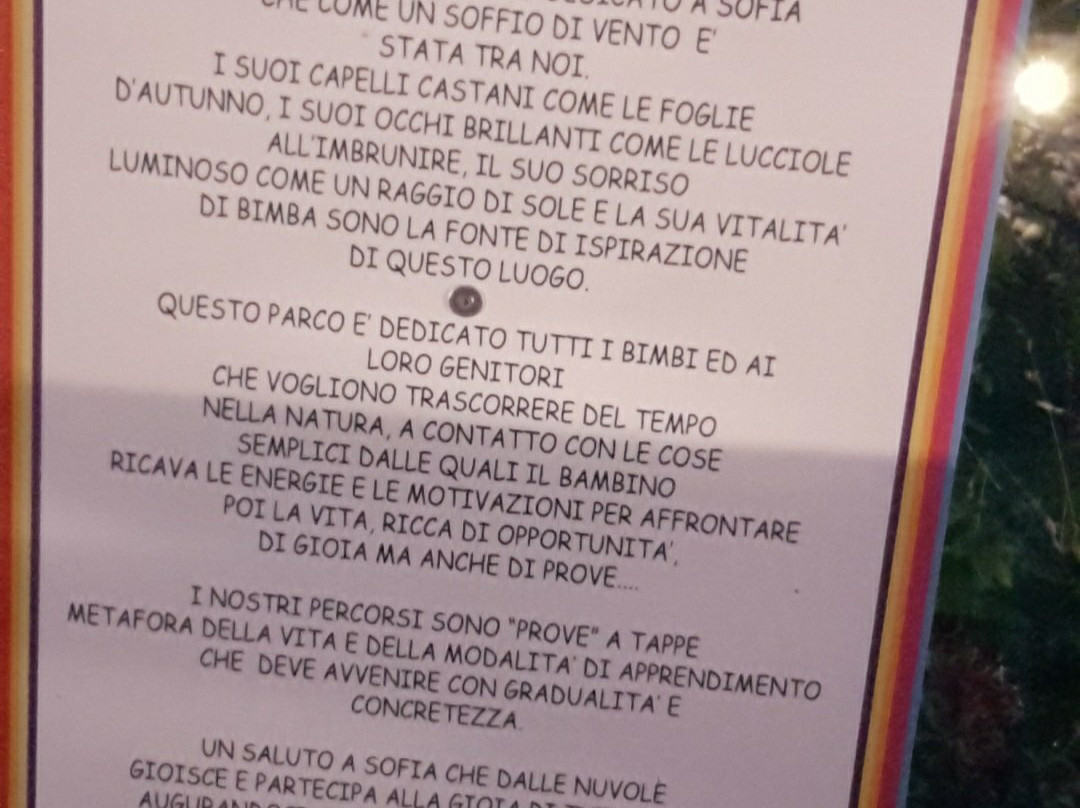 DEDICATO A SOFIA
CHE COME UN SOFFIO DI VENTO E'
STATA TRA NOI.
I SUOI CAPELLI CASTANI COME LE FOGLIE
D'AUTUNNO, I SUOI OCCHI BRILLANTI COME LE LUCCIOLE
ALL'IMBRUNIRE, IL SUO SORRISO
LUMINOSO COME UN RAGGIO DI SOLE E LA SUA VITALITA'
DI BIMBA SONO LA FONTE DI ISPIRAZIONE
DI QUESTO LUOGO.
QUESTO PARCO E' DEDICATO TUTTI I BIMBI ED AI
LORO GENITORI
CHE VOGLIONO TRASCORRERE DEL TEMPO
NELLA NATURA, A CONTATTO CON LE COSE
SEMPLICI DALLE QUALI IL BAMBINO
RICAVA LE ENERGIE E LE MOTIVAZIONI PER AFFRONTARE
POI LA VITA, RICCA DI OPPORTUNITA',
DI GIOIA MA ANCHE DI PROVE....
I NOSTRI PERCORSI SONO "PROVE" A TAPPE
METAFORA DELLA VITA E DELLA MODALITA' DI APPRENDIMENTO
CHE DEVE AVVENIRE CON GRADUALITA' E
CONCRETEZZA.
UN SALUTO A SOFIA CHE DALLE NUVOLE
GIOISCE E PARTECIPA ALLA GIOIA DI